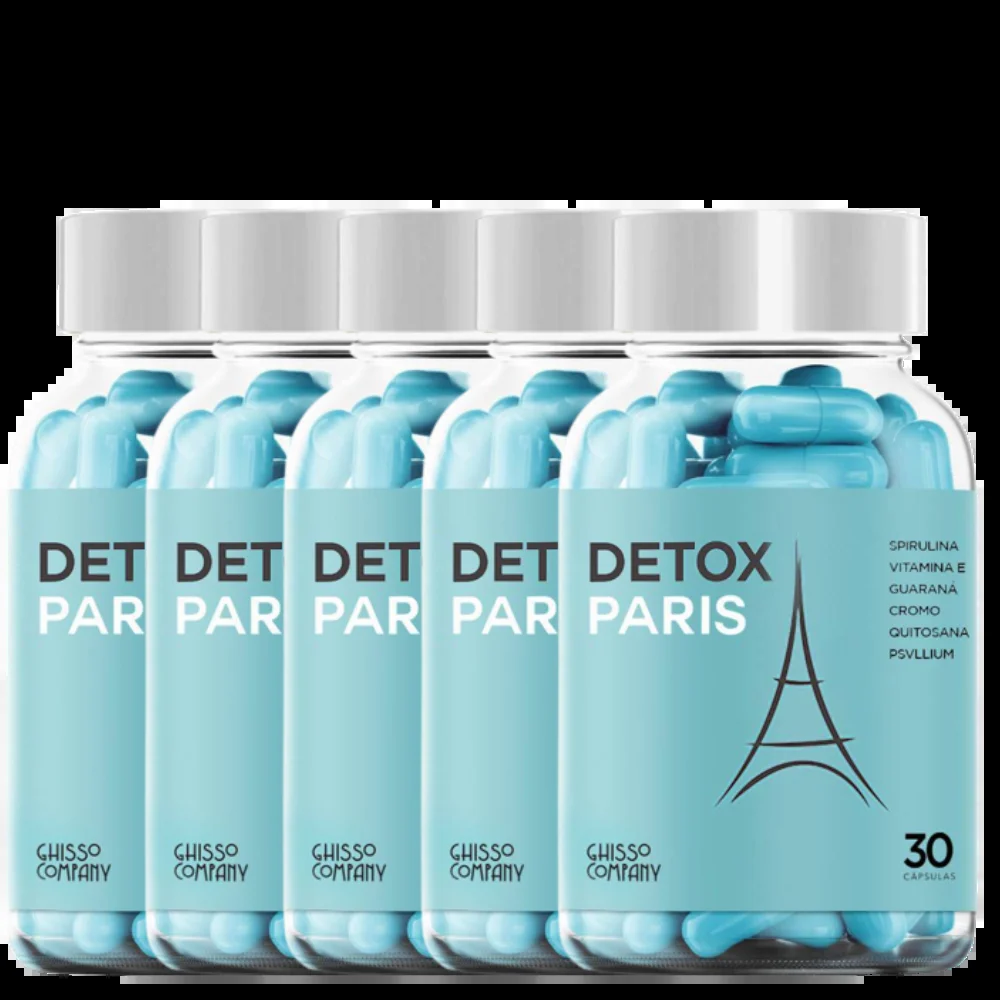 DET
PAR
GHISSO
COMPANY
DET
PAR
GHISSO
COMPANY
DET
PAR
GHISSO
COMPANY
DET
PAR
GHISSO
COMPANY
DETOX
PARIS
SPIRULINA
VITAMINA E
GUARANÁ
CROMO
QUITOSANA
PSVLLIUM
30
CÁPSULAS
GHISSO
COMPANY